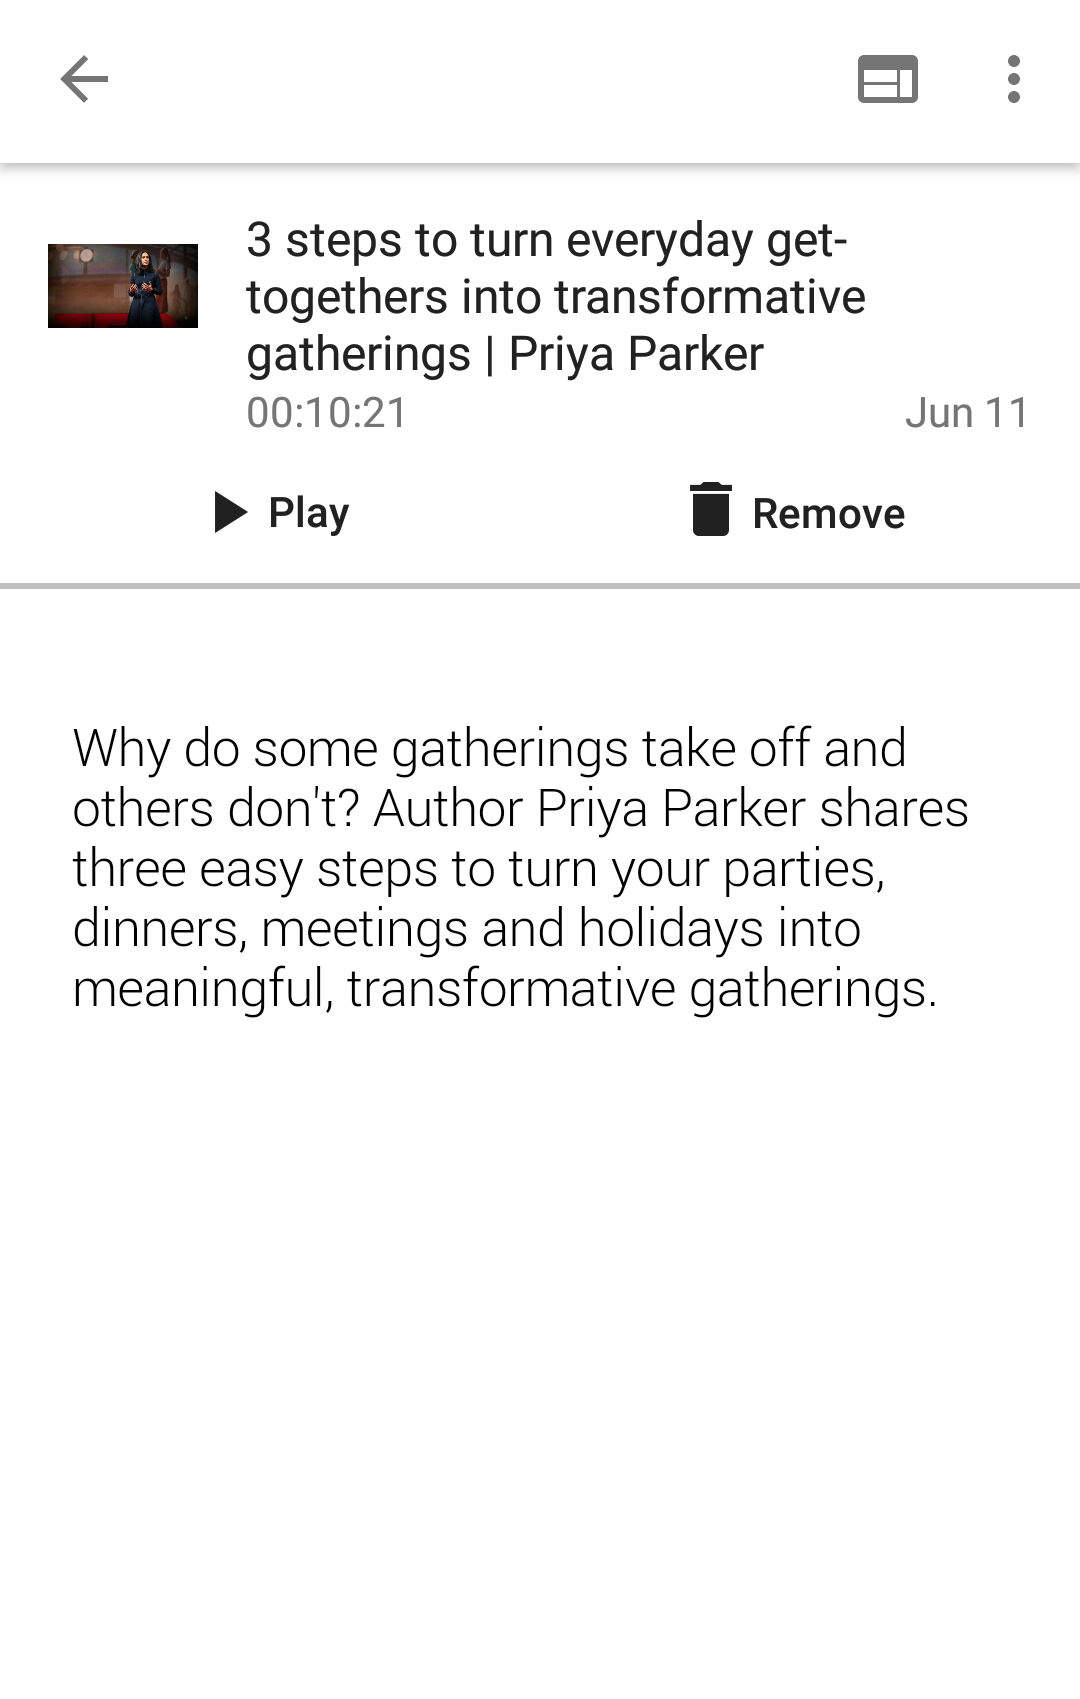 3 steps to turn everyday get-
togethers into transformative
gatherings | Priya Parker
00:10:21 Jun 11
Play Remove
Why do some gatherings take off and
others don't? Author Priya Parker shares
three easy steps to turn your parties,
dinners, meetings and holidays into
meaningful, transformative gatherings.